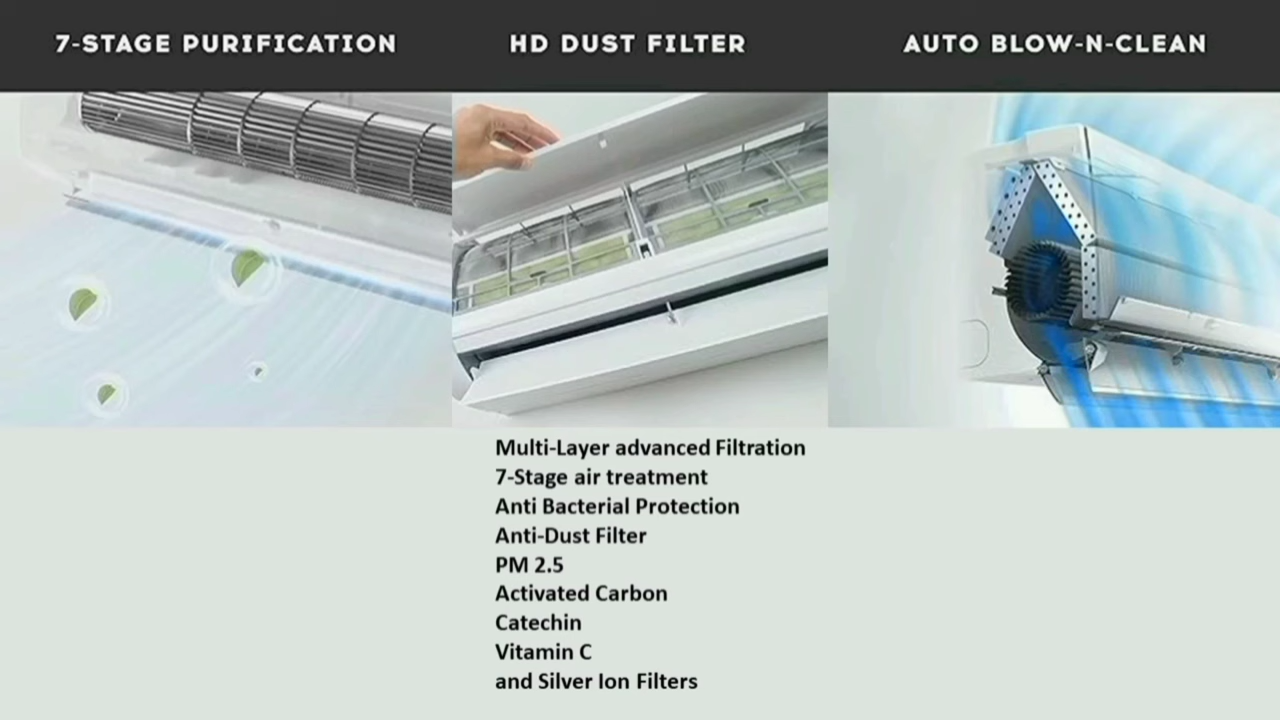 7-STAGE PURIFICATION
HD DUST FILTER
AUTO BLOW-N-CLEAN
Multi-Layer advanced Filtration
7-Stage air treatment
Anti Bacterial Protection
Anti-Dust Filter
PM 2.5
Activated Carbon
Catechin
Vitamin C
and Silver Ion Filters